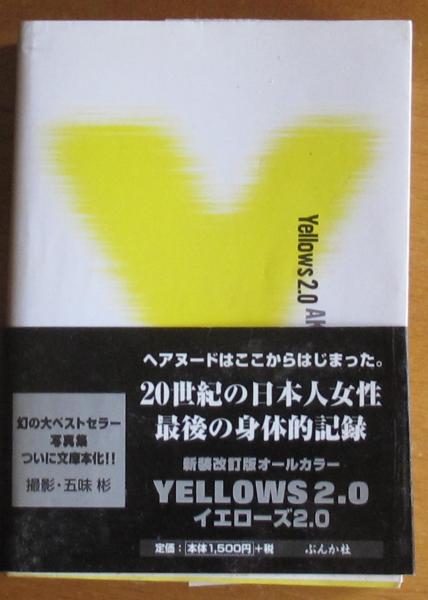 Yellows2.0 AK
ヘアヌードはここからはじまった。
20世紀の日本人女性
最後の身体的記録
幻の大ベストセラー
写真集
ついに文庫本化!!
撮影・五味 彬
新装改訂版オールカラー
YELLOWS 2.0
イエローズ2.0
定価：本体1,500円+税
ぶんか社